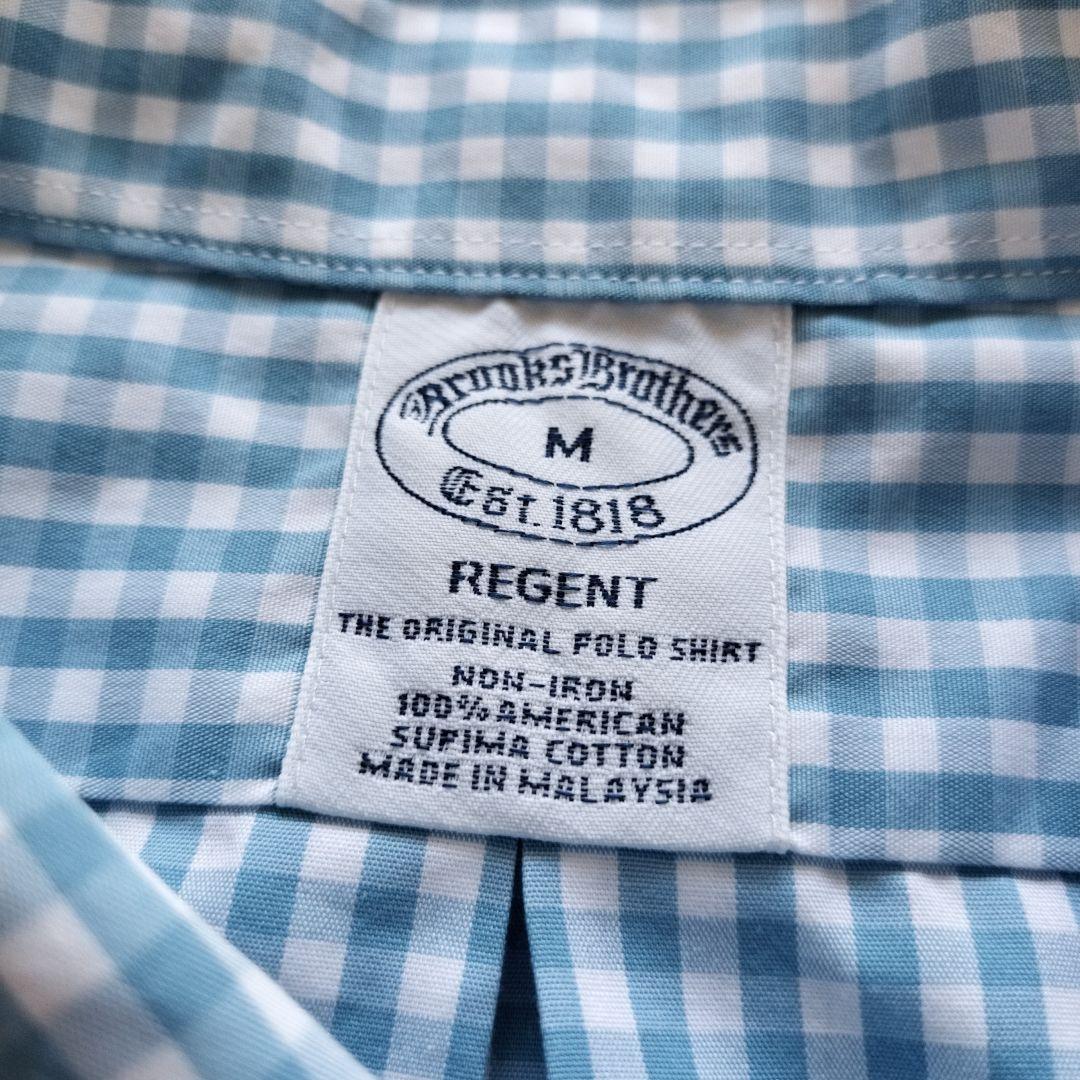 Brooks Brothers
M
Est. 1818
REGENT
THE ORIGINAL POLO SHIRT
NON-IRON
100% AMERICAN
SUPIMA COTTON
MADE IN MALAYSIA